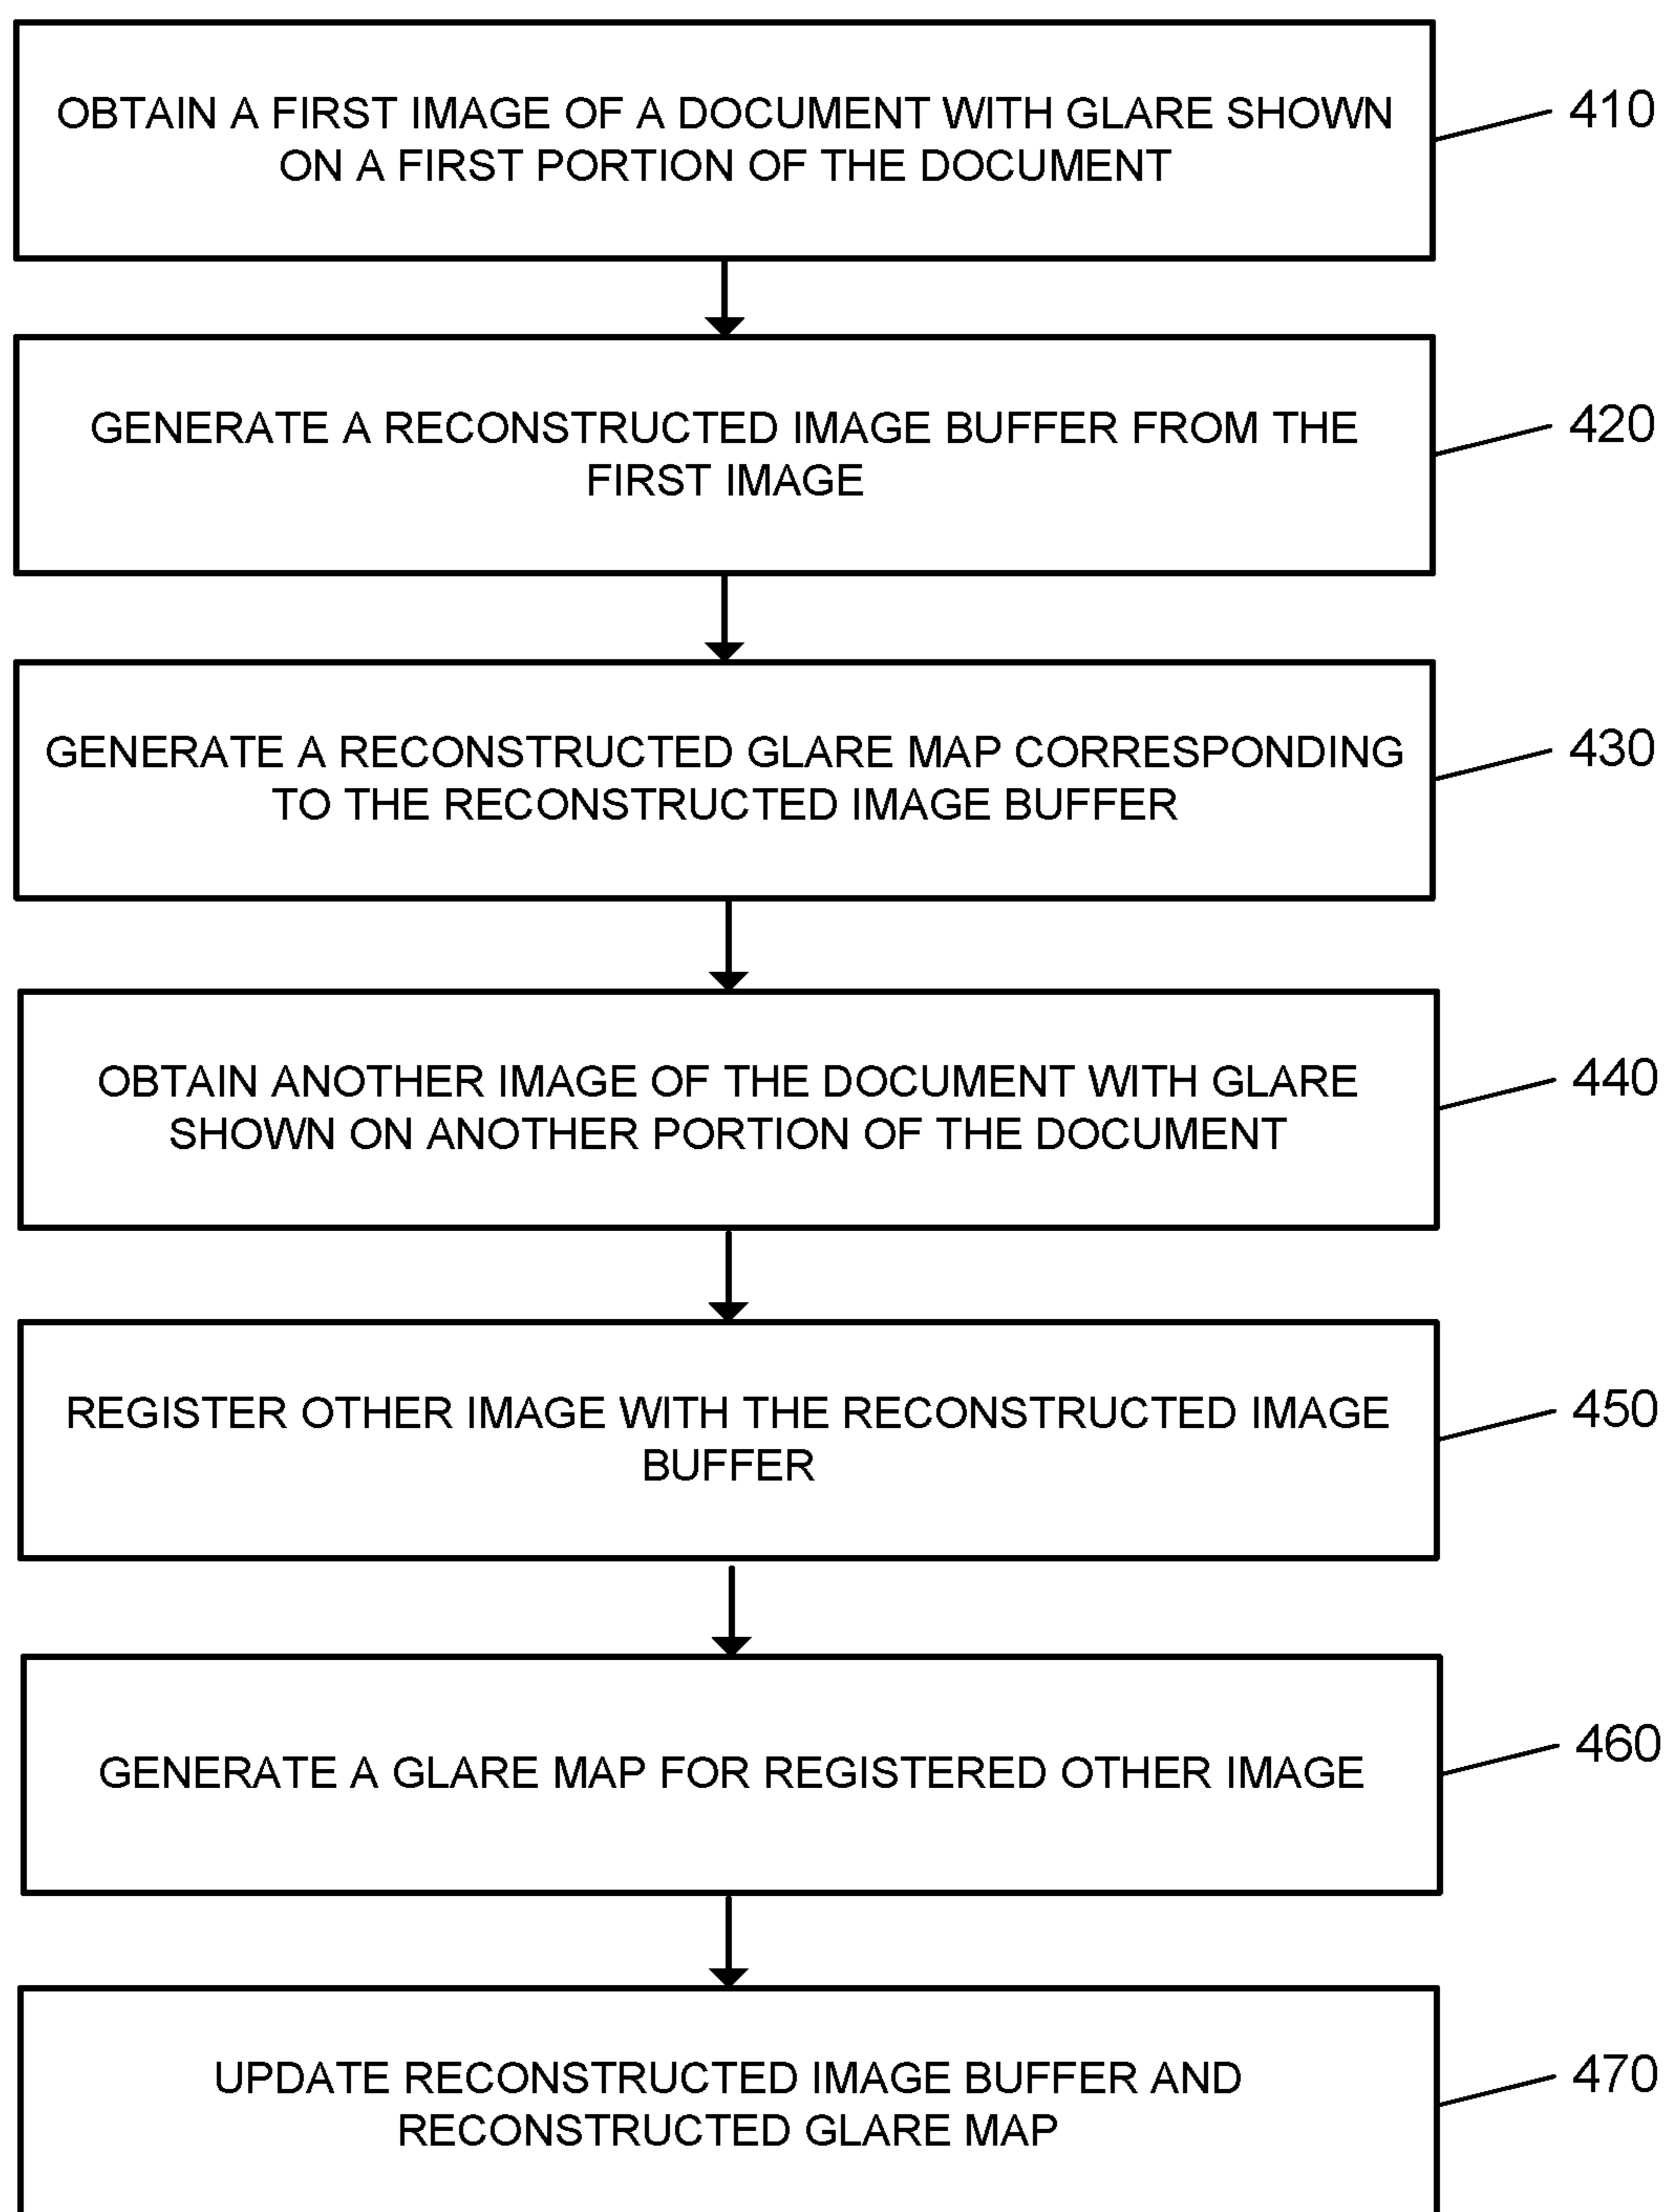 OBTAIN A FIRST IMAGE OF A DOCUMENT WITH GLARE SHOWN
ON A FIRST PORTION OF THE DOCUMENT
410
GENERATE A RECONSTRUCTED IMAGE BUFFER FROM THE
FIRST IMAGE
420
GENERATE A RECONSTRUCTED GLARE MAP CORRESPONDING
TO THE RECONSTRUCTED IMAGE BUFFER
430
OBTAIN ANOTHER IMAGE OF THE DOCUMENT WITH GLARE
SHOWN ON ANOTHER PORTION OF THE DOCUMENT
440
REGISTER OTHER IMAGE WITH THE RECONSTRUCTED IMAGE
BUFFER
450
GENERATE A GLARE MAP FOR REGISTERED OTHER IMAGE
460
UPDATE RECONSTRUCTED IMAGE BUFFER AND
RECONSTRUCTED GLARE MAP
470